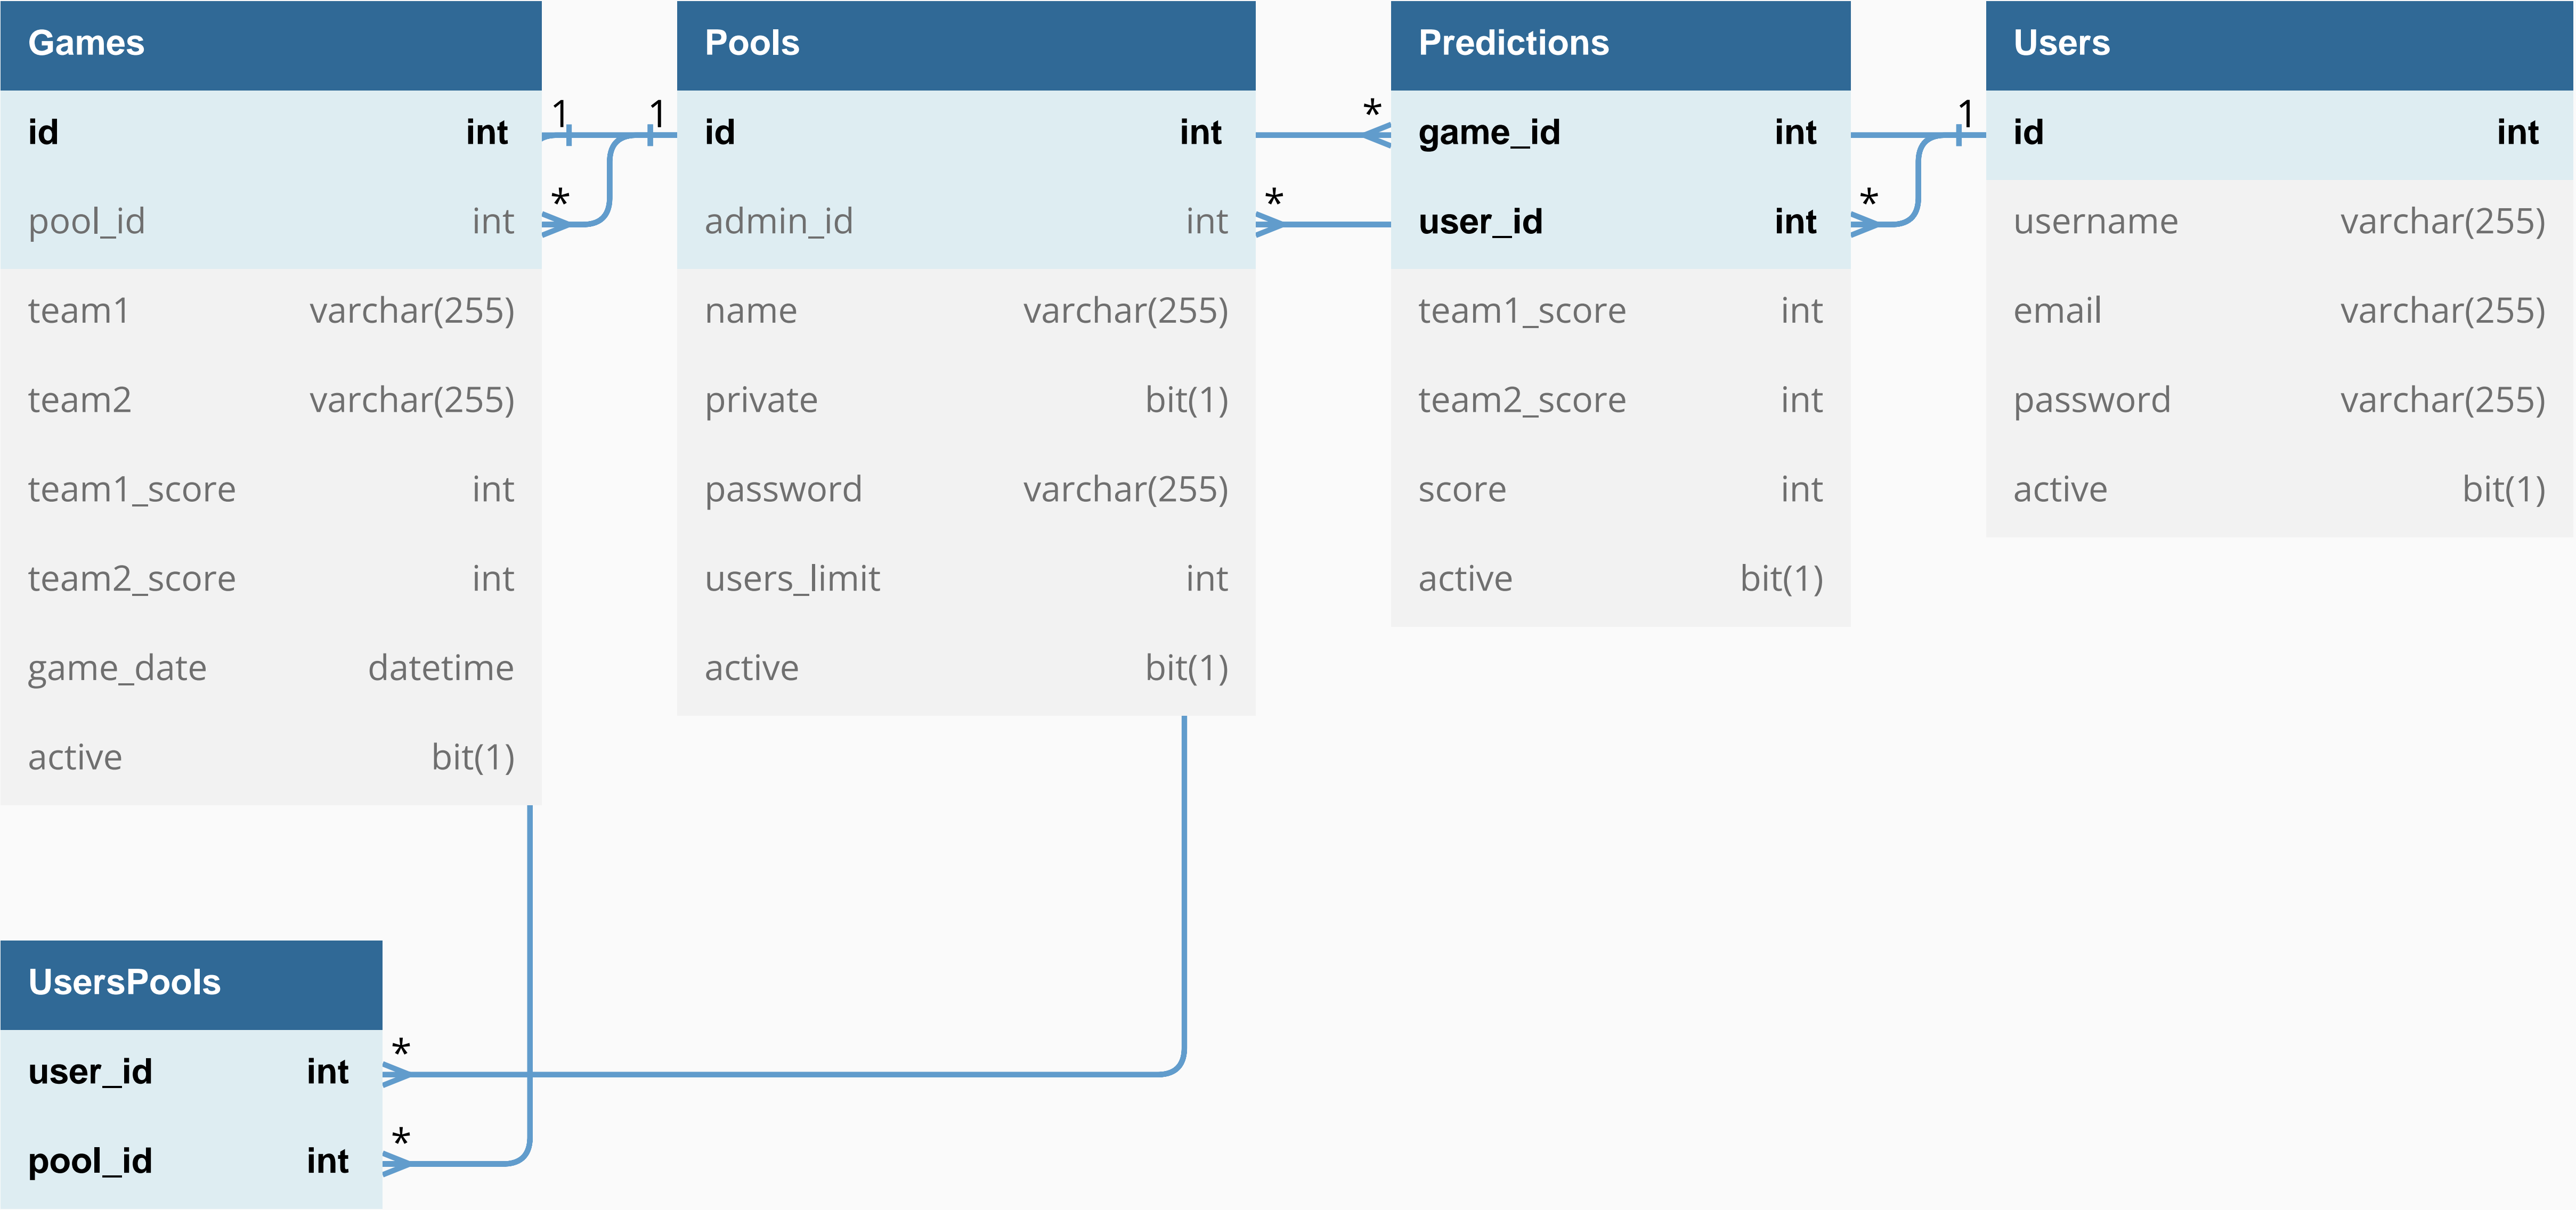 Games
id int
pool_id int
team1 varchar(255)
team2 varchar(255)
team1_score int
team2_score int
game_date datetime
active bit(1)
1
*
1
Pools
id int
admin_id int
name varchar(255)
private bit(1)
password varchar(255)
users_limit int
active bit(1)
*
*
Predictions
game_id int
user_id int
team1_score int
team2_score int
score int
active bit(1)
1
*
Users
id int
username varchar(255)
email varchar(255)
password varchar(255)
active bit(1)
UsersPools
user_id int
pool_id int
*
*